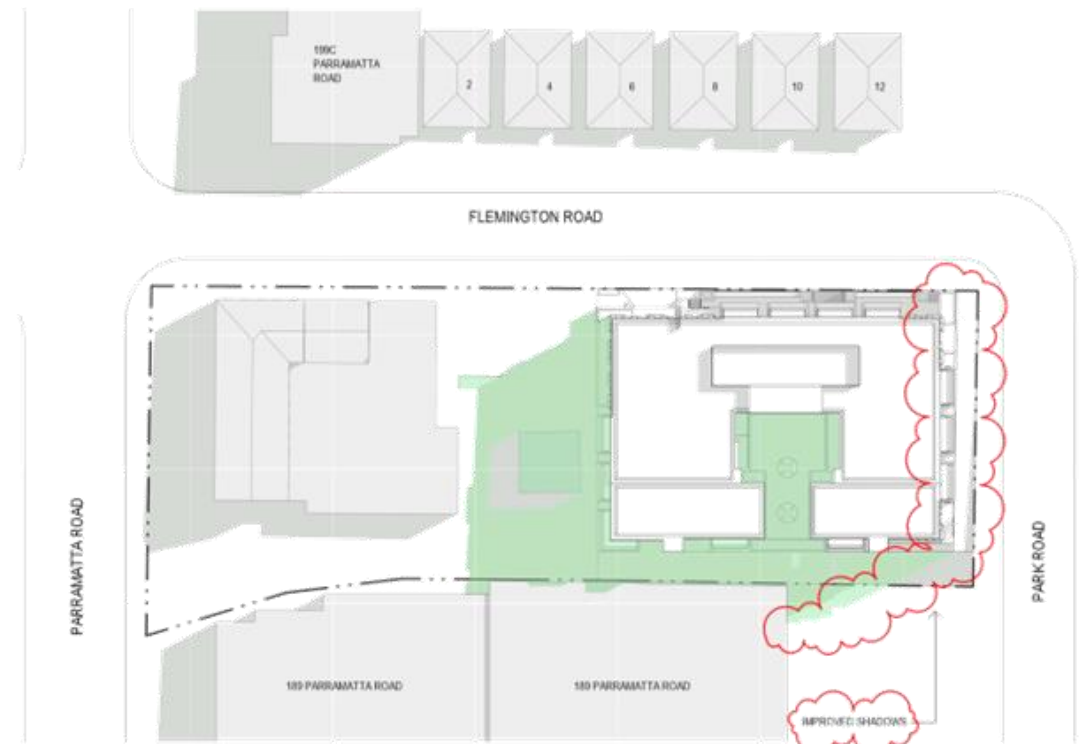 199C
PARRAMATTA
ROAD
2
4
6
8
10
12
FLEMINGTON ROAD
PARRAMATTA ROAD
PARK ROAD
189 PARRAMATTA ROAD
189 PARRAMATTA ROAD
IMPROVED SHADOWS